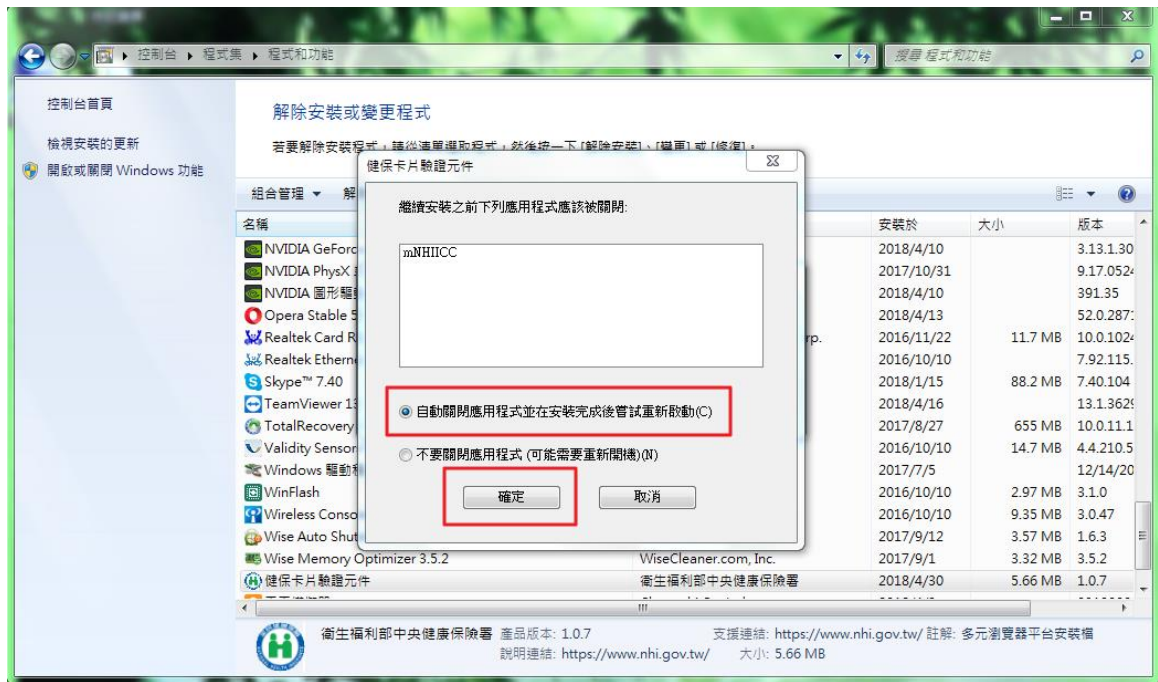 控制台 ▸ 程式集 ▸ 程式和功能
搜尋 程式和功能
控制台首頁
檢視安裝的更新
開啟或關閉 Windows 功能
解除安裝或變更程式
若要解除安裝程式，請從清單選取程式，然後按一下 [解除安裝]、[變更] 或 [修復]。
組合管理 解
名稱 安裝於 大小 版本
NVIDIA GeForc 2018/4/10 3.13.1.30
NVIDIA PhysX 2017/10/31 9.17.0524
NVIDIA 圖形驅 2018/4/10 391.35
Opera Stable 5 2018/4/13 52.0.2871
Realtek Card R rp. 2016/11/22 11.7 MB 10.0.1024
Realtek Ethern 2016/10/10 7.92.115.
Skype™ 7.40 2018/1/15 88.2 MB 7.40.104
TeamViewer 13 2018/4/16 13.1.3629
TotalRecovery 2017/8/27 655 MB 10.0.11.1
Validity Sensor 2016/10/10 14.7 MB 4.4.210.5
Windows 驅動程 2017/7/5 12/14/20
WinFlash 2016/10/10 2.97 MB 3.1.0
Wireless Conso 2016/10/10 9.35 MB 3.0.47
Wise Auto Shut 2017/9/12 3.57 MB 1.6.3
Wise Memory Optimizer 3.5.2 WiseCleaner.com, Inc. 2017/9/1 3.32 MB 3.5.2
健保卡片驗證元件 衛生福利部中央健康保險署 2018/4/30 5.66 MB 1.0.7
健保卡片驗證元件
繼續安裝之前下列應用程式應該被關閉:
mNHIICC
自動關閉應用程式並在安裝完成後嘗試重新啟動(C)
不要關閉應用程式 (可能需要重新開機)(N)
確定 取消
衛生福利部中央健康保險署 產品版本: 1.0.7 支援連結: https://www.nhi.gov.tw/ 註解: 多元瀏覽器平台安裝檔
說明連結: https://www.nhi.gov.tw/ 大小: 5.66 MB